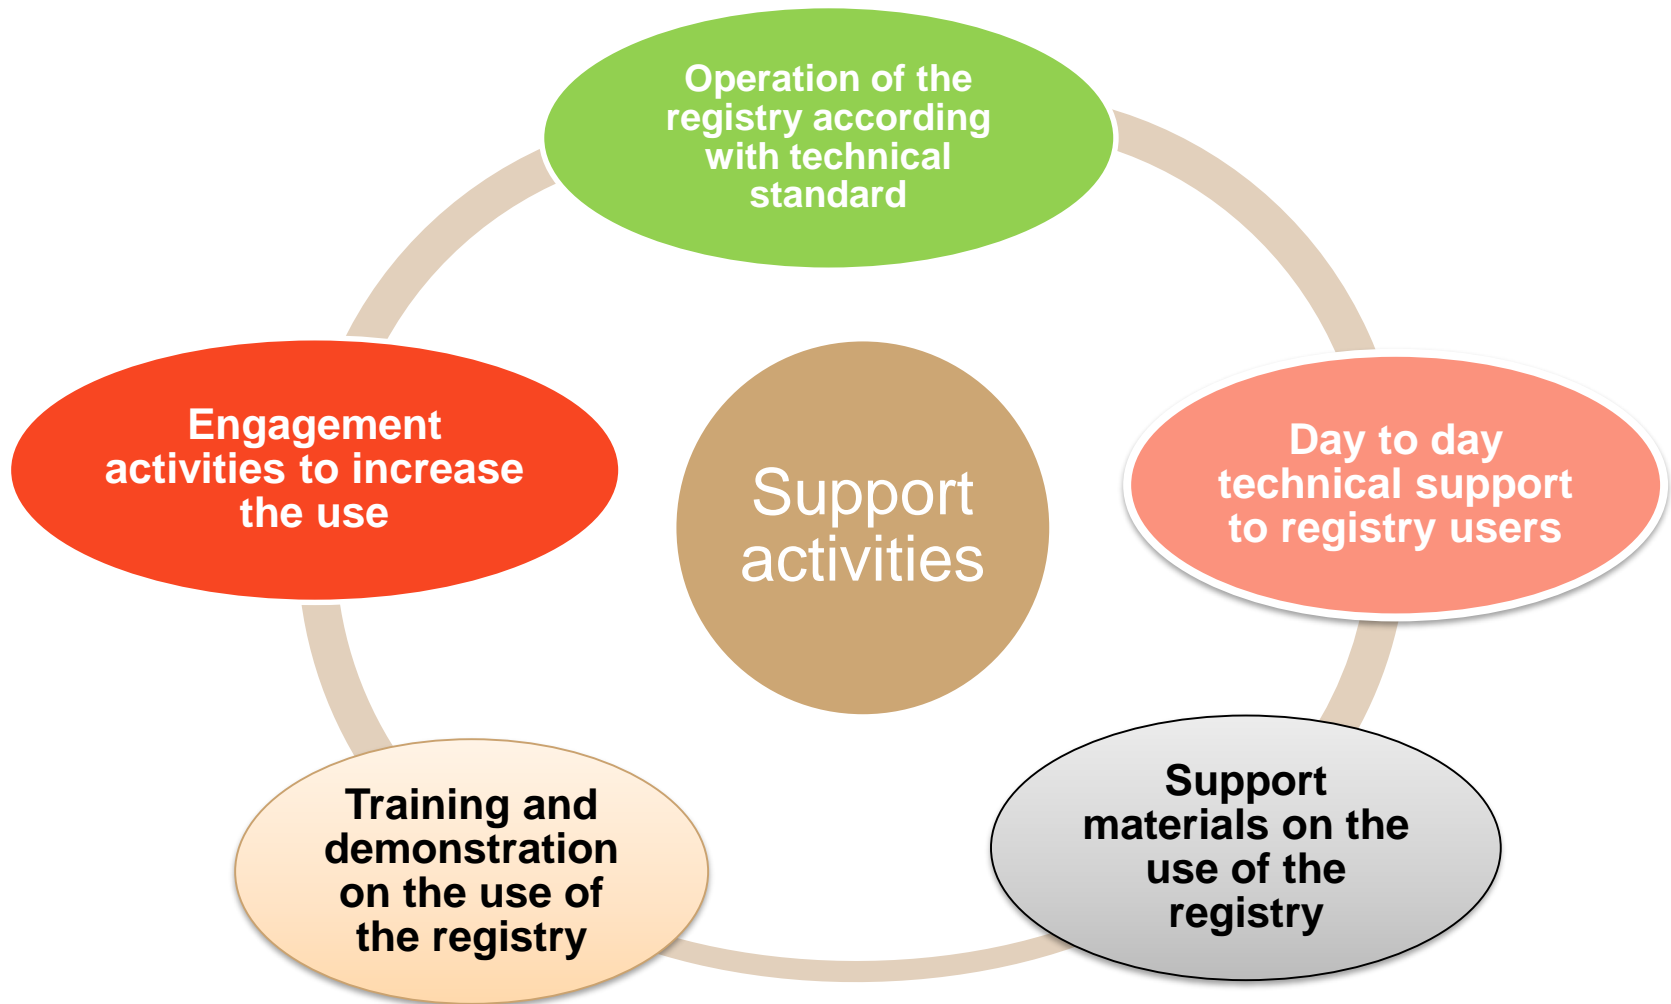 Operation of the
registry according
with technical
standard
Engagement
activities to increase
the use
Support
activities
Day to day
technical support
to registry users
Training and
demonstration
on the use of
the registry
Support
materials on the
use of the
registry